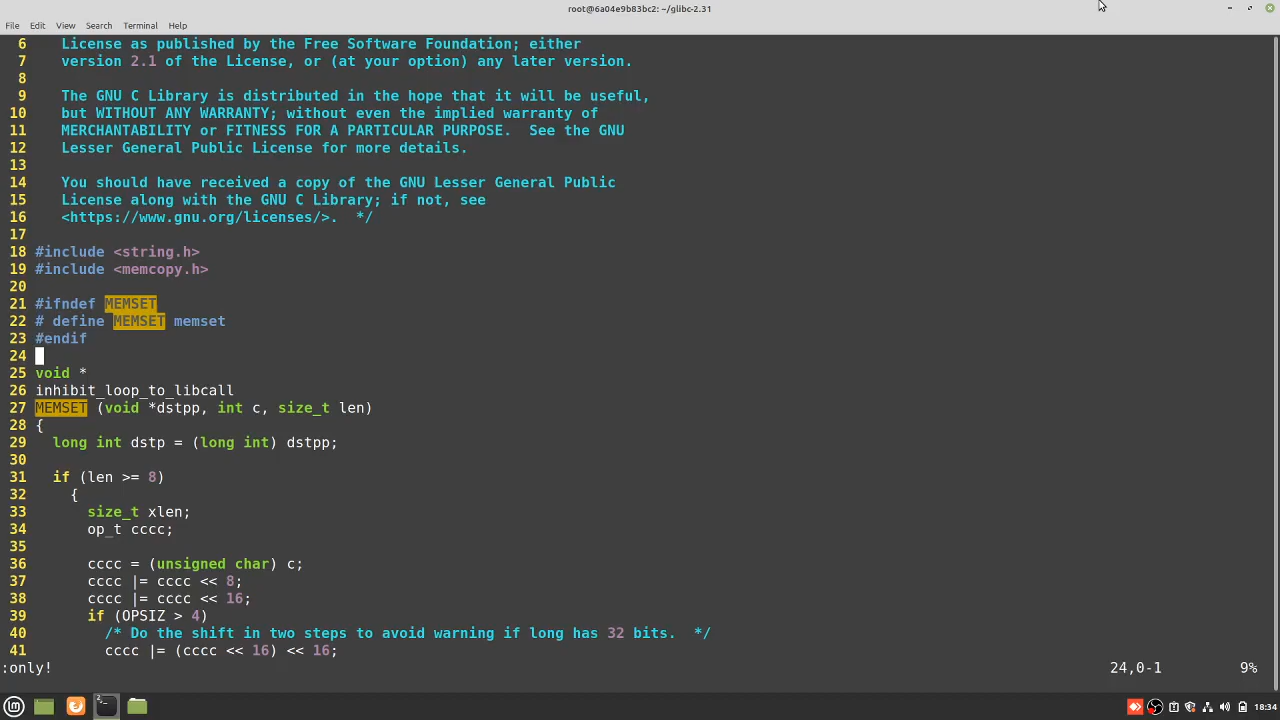 root@6a04e9b83bc2: ~/glibc-2.31
File Edit View Search Terminal Help
6 License as published by the Free Software Foundation; either
7 version 2.1 of the License, or (at your option) any later version.
8
9 The GNU C Library is distributed in the hope that it will be useful,
10 but WITHOUT ANY WARRANTY; without even the implied warranty of
11 MERCHANTABILITY or FITNESS FOR A PARTICULAR PURPOSE.  See the GNU
12 Lesser General Public License for more details.
13
14 You should have received a copy of the GNU Lesser General Public
15 License along with the GNU C Library; if not, see
16 <https://www.gnu.org/licenses/>.  */
17
18 #include <string.h>
19 #include <memcopy.h>
20
21 #ifndef MEMSET
22 # define MEMSET memset
23 #endif
24
25 void *
26 inhibit_loop_to_libcall
27 MEMSET (void *dstpp, int c, size_t len)
28 {
29 long int dstp = (long int) dstpp;
30
31 if (len >= 8)
32 {
33 size_t xlen;
34 op_t cccc;
35
36 cccc = (unsigned char) c;
37 cccc |= cccc << 8;
38 cccc |= cccc << 16;
39 if (OPSIZ > 4)
40 /* Do the shift in two steps to avoid warning if long has 32 bits.  */
41 cccc |= (cccc << 16) << 16;
:only! 24,0-1 9%
18:34